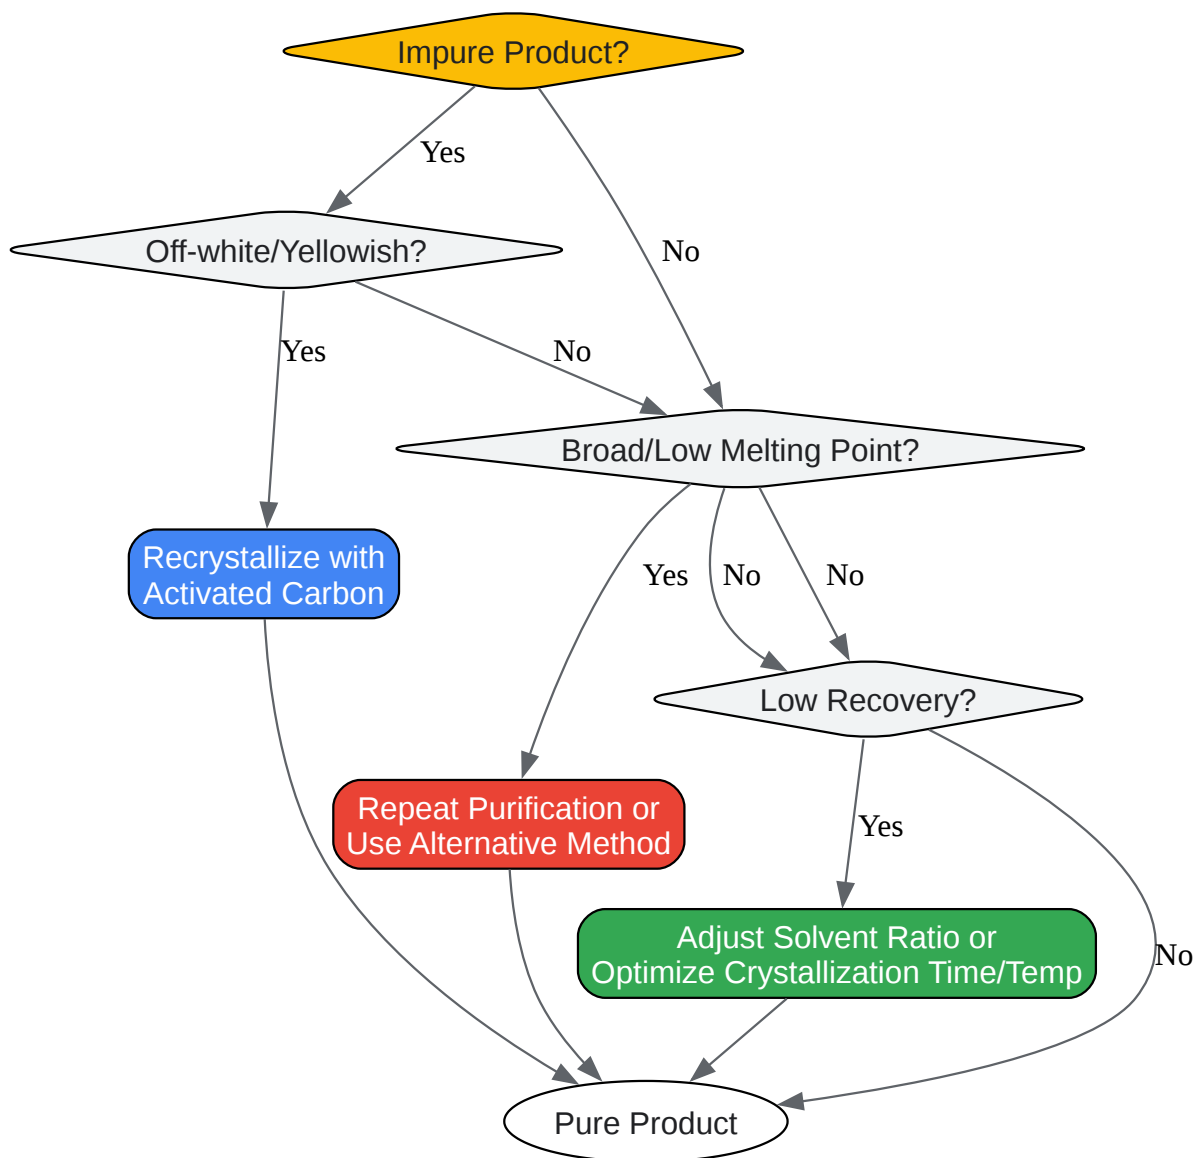 Impure Product?
Yes
No
Off-white/Yellowish?
Yes
No
Broad/Low Melting Point?
Yes
No
No
Recrystallize with
Activated Carbon
Low Recovery?
Yes
No
Repeat Purification or
Use Alternative Method
Adjust Solvent Ratio or
Optimize Crystallization Time/Temp
Pure Product